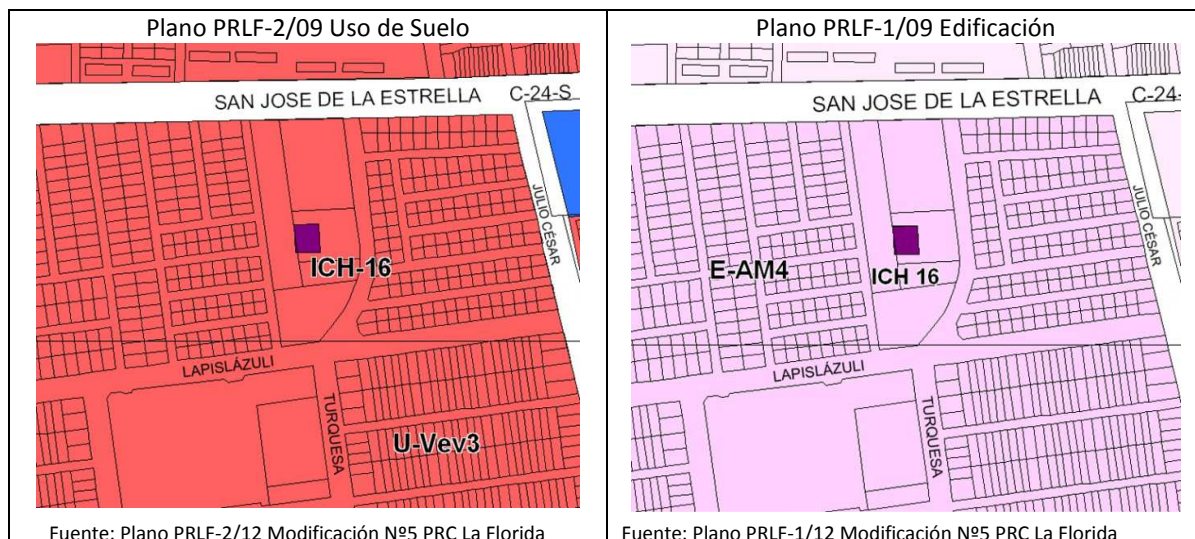 Plano PRLF-2/09 Uso de Suelo
SAN JOSE DE LA ESTRELLA
C-24-S
JULIO CÉSAR
ICH-16
LAPISLÁZULI
TURQUESA
U-Vev3
Fuente: Plano PRLF-2/12 Modificación Nº5 PRC La Florida
Plano PRLF-1/09 Edificación
SAN JOSE DE LA ESTRELLA
C-24-
JULIO CÉSAR
E-AM4
ICH 16
LAPISLÁZULI
TURQUESA
Fuente: Plano PRLF-1/12 Modificación Nº5 PRC La Florida